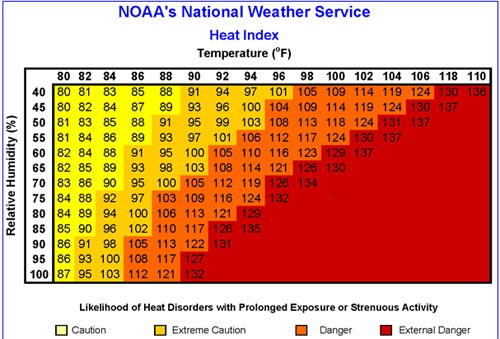 NOAA's National Weather Service
Heat Index
Temperature (°F)
80 82 84 86 88 90 92 94 96 98 100 102 104 106 118 110
40 80 81 83 85 88 91 94 97 101 105 109 114 119 124 130 136
45 80 82 84 87 89 93 96 100 104 109 114 119 124 130 137
50 81 83 85 88 91 95 99 103 108 113 118 124 131 137
55 81 84 86 89 93 97 101 106 112 117 124 130 137
60 82 84 88 91 95 100 105 110 116 123 129 137
65 82 85 89 93 98 103 108 114 121 126 130
70 83 86 90 95 100 105 112 119 126 134
75 84 88 92 97 103 109 116 124 132
80 84 89 94 100 106 113 121 129
85 85 90 96 102 110 117 126 135
90 86 91 98 105 113 122 131
95 86 93 100 108 117 127
100 87 95 103 112 121 132
Relative Humidity (%)
Likelihood of Heat Disorders with Prolonged Exposure or Strenuous Activity
Caution Extreme Caution Danger External Danger